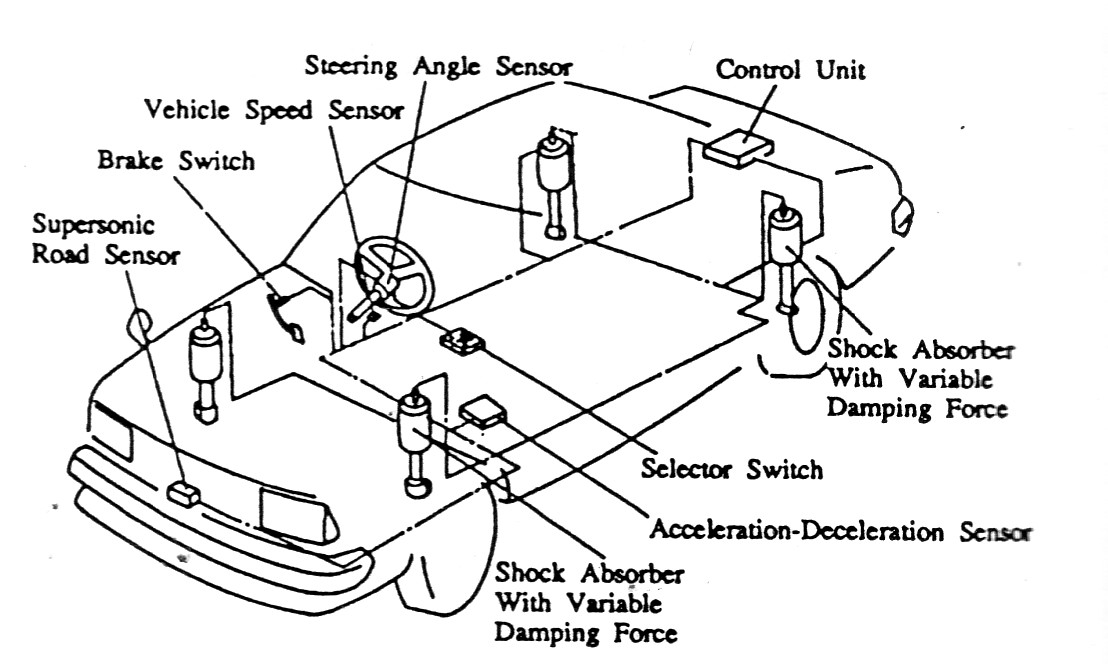 Steering Angle Sensor
Control Unit
Vehicle Speed Sensor
Brake Switch
Supersonic
Road Sensor
Shock Absorber
With Variable
Damping Force
Selector Switch
Acceleration-Deceleration Sensor
Shock Absorber
With Variable
Damping Force